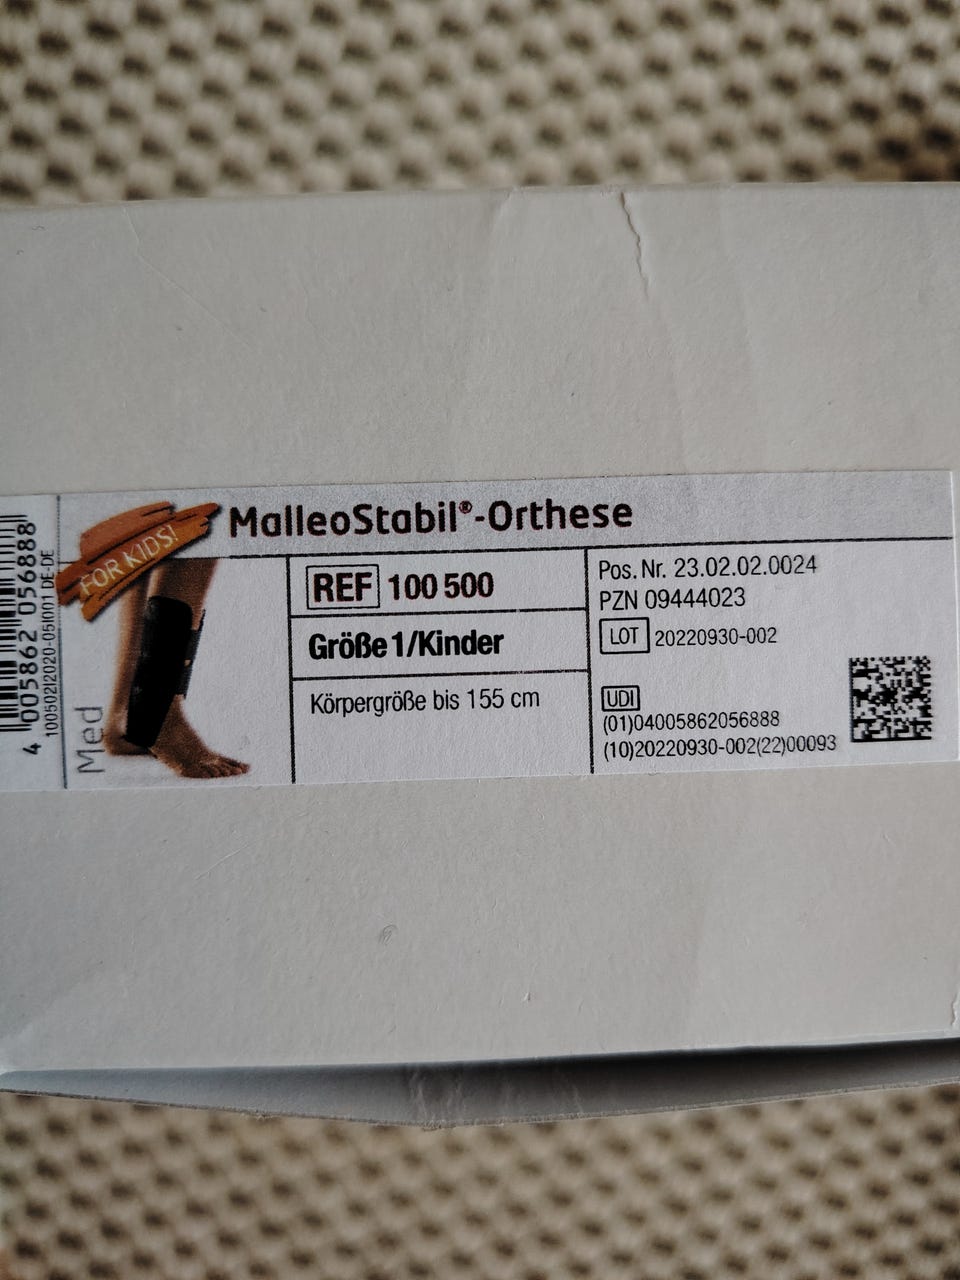 4 005862 056888
100502|2020-05|001 DE-DE
FOR KIDS!
Med
MalleoStabil®-Orthese
REF 100 500
Größe 1/Kinder
Körpergröße bis 155 cm
Pos. Nr. 23.02.02.0024
PZN 09444023
LOT 20220930-002
UDI
(01)04005862056888
(10)20220930-002(22)00093